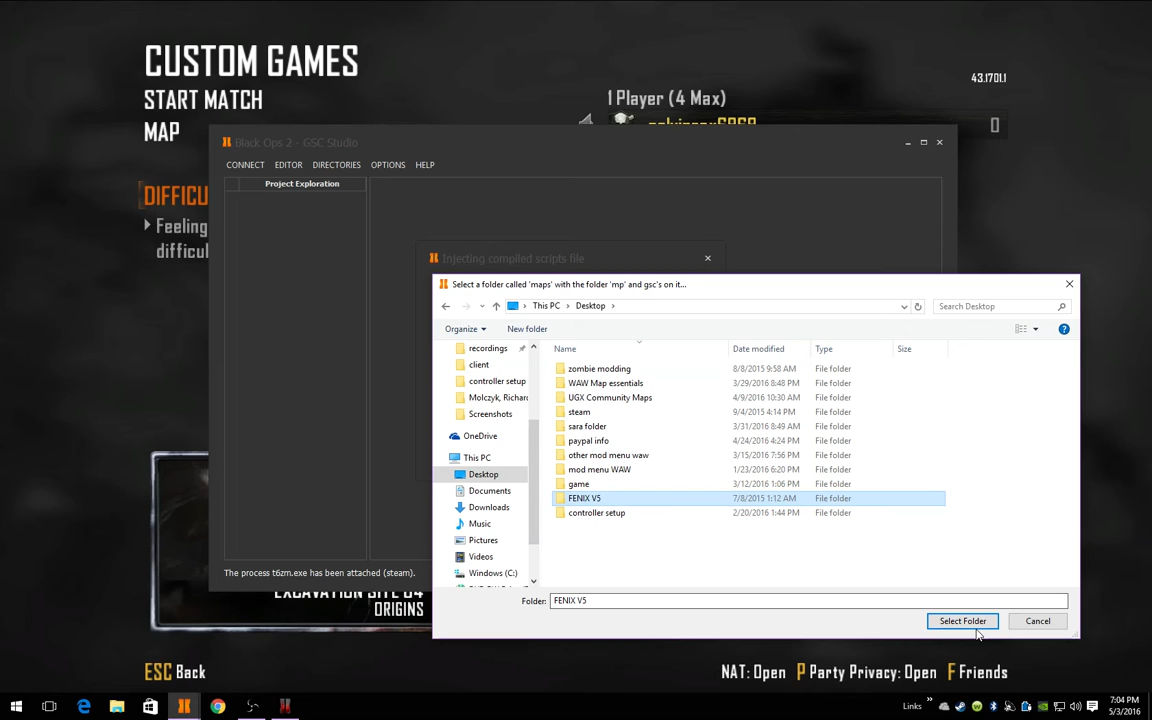 CUSTOM GAMES
START MATCH
MAP
DIFFICU
Feeling
difficul
43.1701.1
1 Player (4 Max)
0
Black Ops 2 - GSC Studio
CONNECT EDITOR DIRECTORIES OPTIONS HELP
Project Exploration
Injecting compiled scripts file
Select a folder called 'maps' with the folder 'mp' and gsc's on it...
This PC > Desktop >
Search Desktop
Organize New folder
Name Date modified Type Size
recordings
client
controller setup
Molczyk, Richar
Screenshots
OneDrive
This PC
Desktop
Documents
Downloads
Music
Pictures
Videos
Windows (C:)
zombie modding 8/8/2015 9:58 AM File folder
WAW Map essentials 3/29/2016 8:48 PM File folder
UGX Community Maps 4/9/2016 10:30 AM File folder
steam 9/4/2015 4:14 PM File folder
sara folder 3/31/2016 8:49 AM File folder
paypal info 4/24/2016 4:24 PM File folder
other mod menu waw 3/15/2016 7:56 PM File folder
mod menu WAW 1/23/2016 6:20 PM File folder
game 3/12/2016 1:06 PM File folder
FENIX V5 7/8/2015 1:12 AM File folder
controller setup 2/20/2016 1:44 PM File folder
Folder: FENIX V5
Select Folder Cancel
The process t6zm.exe has been attached (steam).
EXCAVATION SITE 64
ORIGINS
ESC Back
NAT: Open P Party Privacy: Open F Friends
Links
7:04 PM
5/3/2016